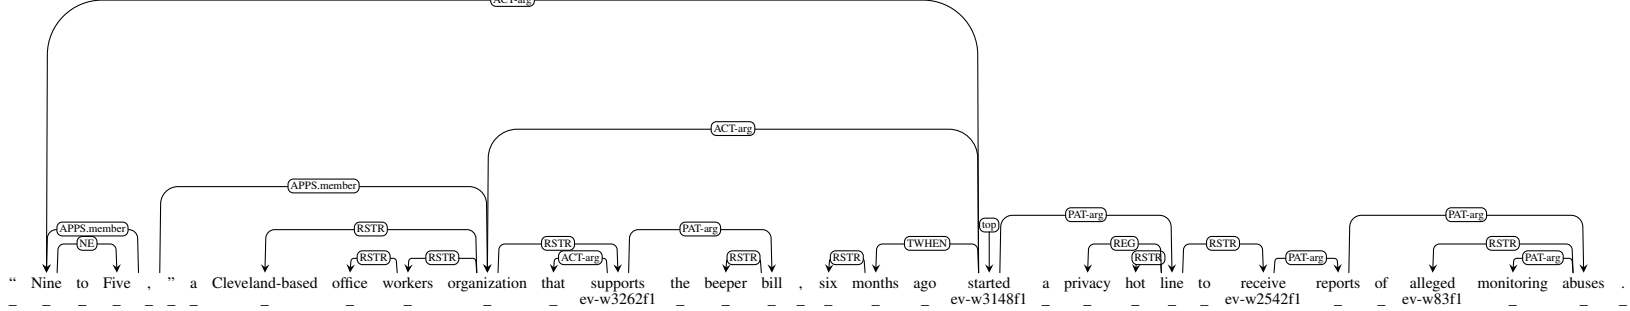 ACT-arg
ACT-arg
APPS.member
top PAT-arg PAT-arg
APPS.member RSTR RSTR PAT-arg
NE TWHEN REG RSTR RSTR
RSTR RSTR ACT-arg RSTR RSTR RSTR PAT-arg PAT-arg
“ Nine to Five , ” a Cleveland-based office workers organization that supports the beeper bill , six months ago started a privacy hot line to receive reports of alleged monitoring abuses .
_ _ _ _ _ _ _ _ _ _ _ _ ev-w3262f1 _ _ _ _ _ _ _ ev-w3148f1 _ _ _ _ _ ev-w2542f1 _ _ ev-w83f1 _ _ _